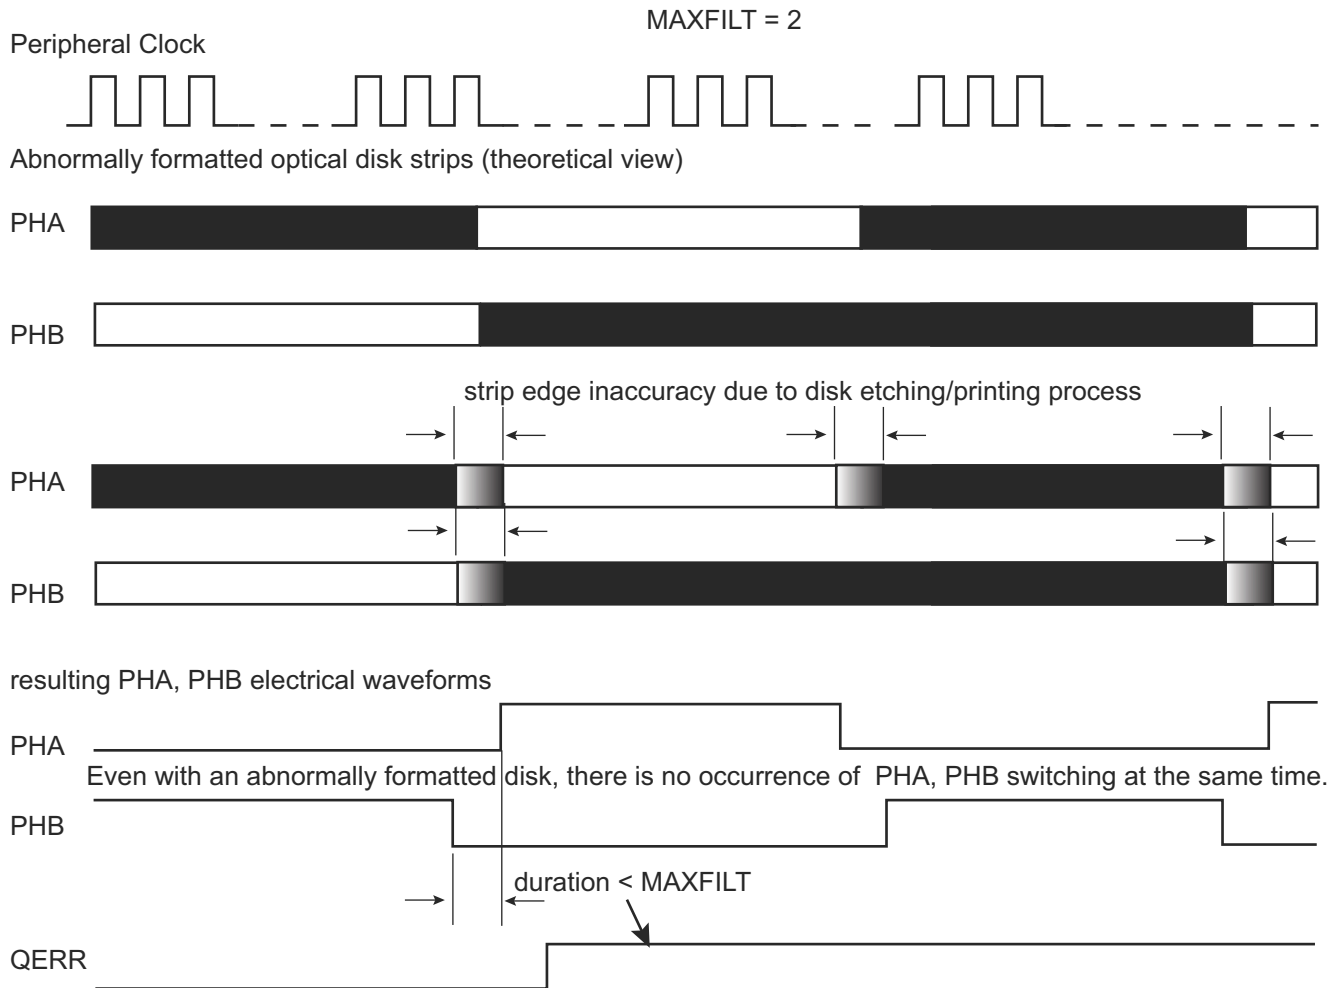 MAXFILT = 2
Peripheral Clock
Abnormally formatted optical disk strips (theoretical view)
PHA
PHB
strip edge inaccuracy due to disk etching/printing process
PHA
PHB
resulting PHA, PHB electrical waveforms
PHA
Even with an abnormally formatted disk, there is no occurrence of PHA, PHB switching at the same time.
PHB
duration < MAXFILT
QERR